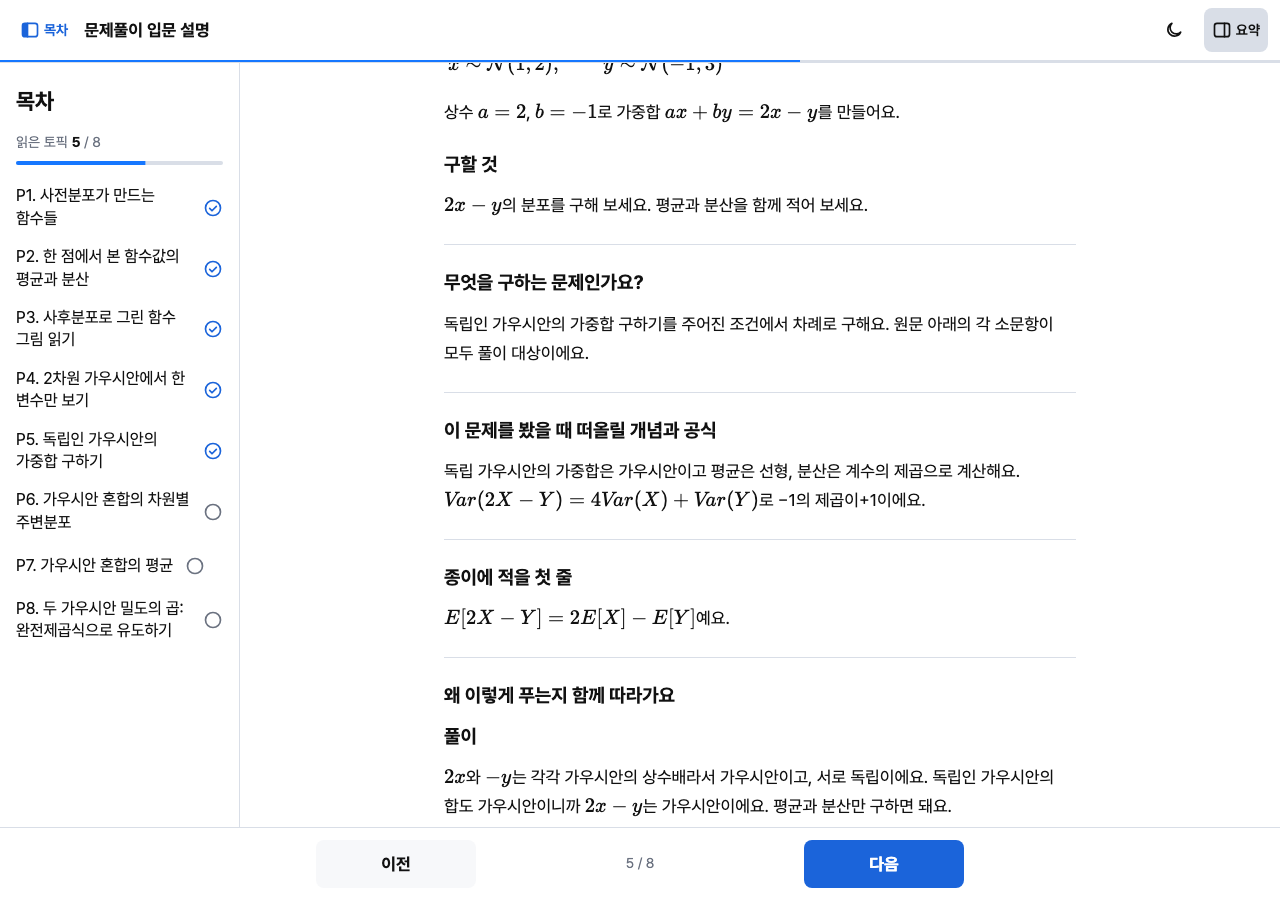 목차 문제풀이 입문 설명 요약
목차
읽은 토픽 5 / 8
P1. 사전분포가 만드는
함수들
P2. 한 점에서 본 함수값의
평균과 분산
P3. 사후분포로 그린 함수
그림 읽기
P4. 2차원 가우시안에서 한
변수만 보기
P5. 독립인 가우시안의
가중합 구하기
P6. 가우시안 혼합의 차원별
주변분포
P7. 가우시안 혼합의 평균
P8. 두 가우시안 밀도의 곱:
완전제곱식으로 유도하기
x ∼ N(1, 2), y ∼ N(−1, 3)
상수 a = 2, b = −1로 가중합 ax + by = 2x − y를 만들어요.
구할 것
2x − y의 분포를 구해 보세요. 평균과 분산을 함께 적어 보세요.
무엇을 구하는 문제인가요?
독립인 가우시안의 가중합 구하기를 주어진 조건에서 차례로 구해요. 원문 아래의 각 소문항이
모두 풀이 대상이에요.
이 문제를 봤을 때 떠올릴 개념과 공식
독립 가우시안의 가중합은 가우시안이고 평균은 선형, 분산은 계수의 제곱으로 계산해요.
Var(2X − Y) = 4Var(X) + Var(Y)로 −1의 제곱이+1이에요.
종이에 적을 첫 줄
E[2X − Y] = 2E[X] − E[Y]예요.
왜 이렇게 푸는지 함께 따라가요
풀이
2x와 −y는 각각 가우시안의 상수배라서 가우시안이고, 서로 독립이에요. 독립인 가우시안의
합도 가우시안이니까 2x − y는 가우시안이에요. 평균과 분산만 구하면 돼요.
이전 5 / 8 다음